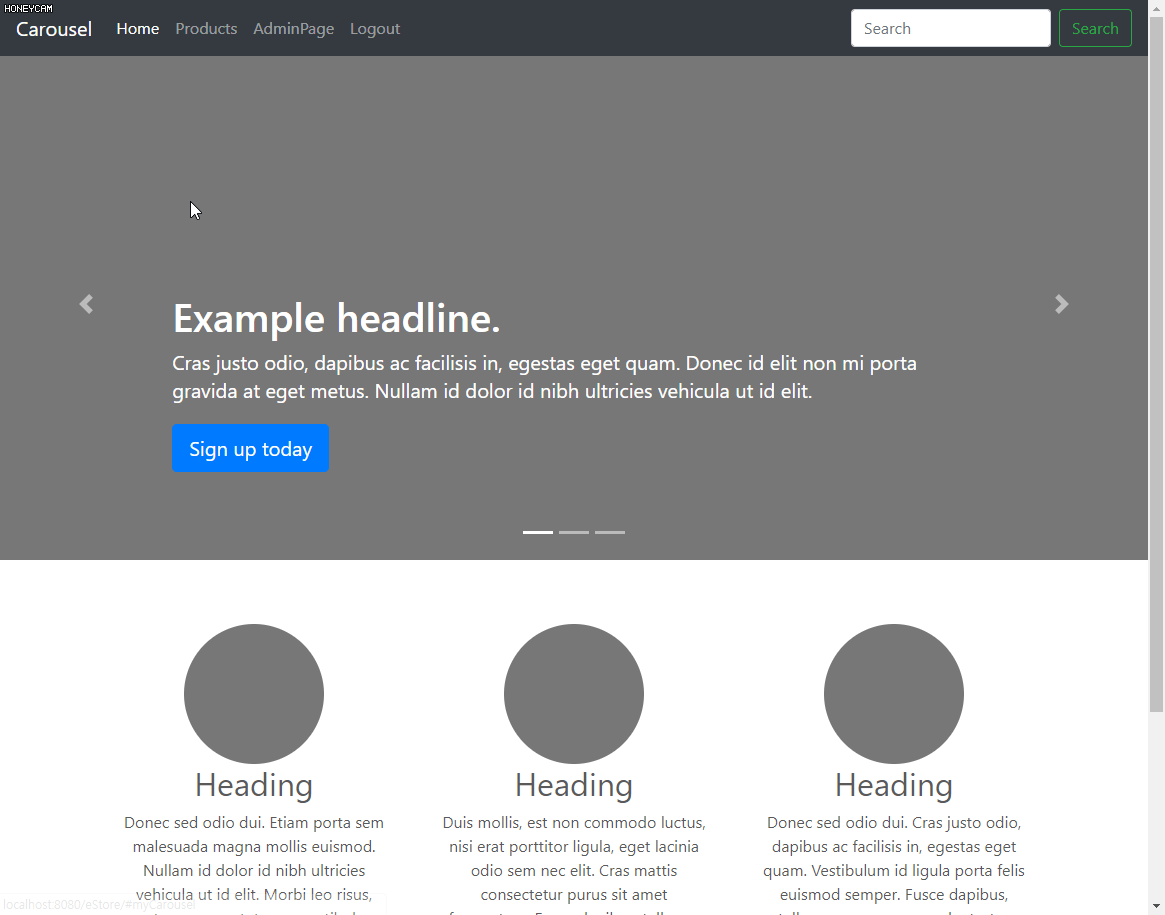 HONEYCAM
Carousel Home Products AdminPage Logout Search Search
Example headline.
Cras justo odio, dapibus ac facilisis in, egestas eget quam. Donec id elit non mi porta
gravida at eget metus. Nullam id dolor id nibh ultricies vehicula ut id elit.
Sign up today
Heading
Donec sed odio dui. Etiam porta sem
malesuada magna mollis euismod.
Nullam id dolor id nibh ultricies
vehicula ut id elit. Morbi leo risus,
Heading
Duis mollis, est non commodo luctus,
nisi erat porttitor ligula, eget lacinia
odio sem nec elit. Cras mattis
consectetur purus sit amet
Heading
Donec sed odio dui. Cras justo odio,
dapibus ac facilisis in, egestas eget
quam. Vestibulum id ligula porta felis
euismod semper. Fusce dapibus,
localhost:8080/eStore/#myCarousel